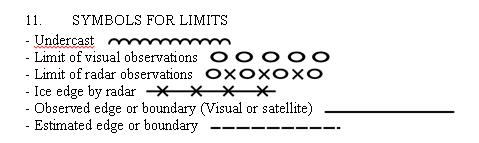 11. SYMBOLS FOR LIMITS
- Undercast
- Limit of visual observations O O O O O
- Limit of radar observations OXOXOXO
- Ice edge by radar
- Observed edge or boundary (Visual or satellite)
- Estimated edge or boundary